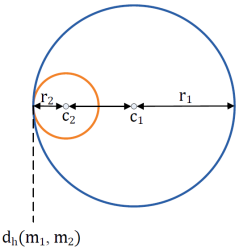 r₂ r₁
c₂ c₁
dₕ(m₁, m₂)